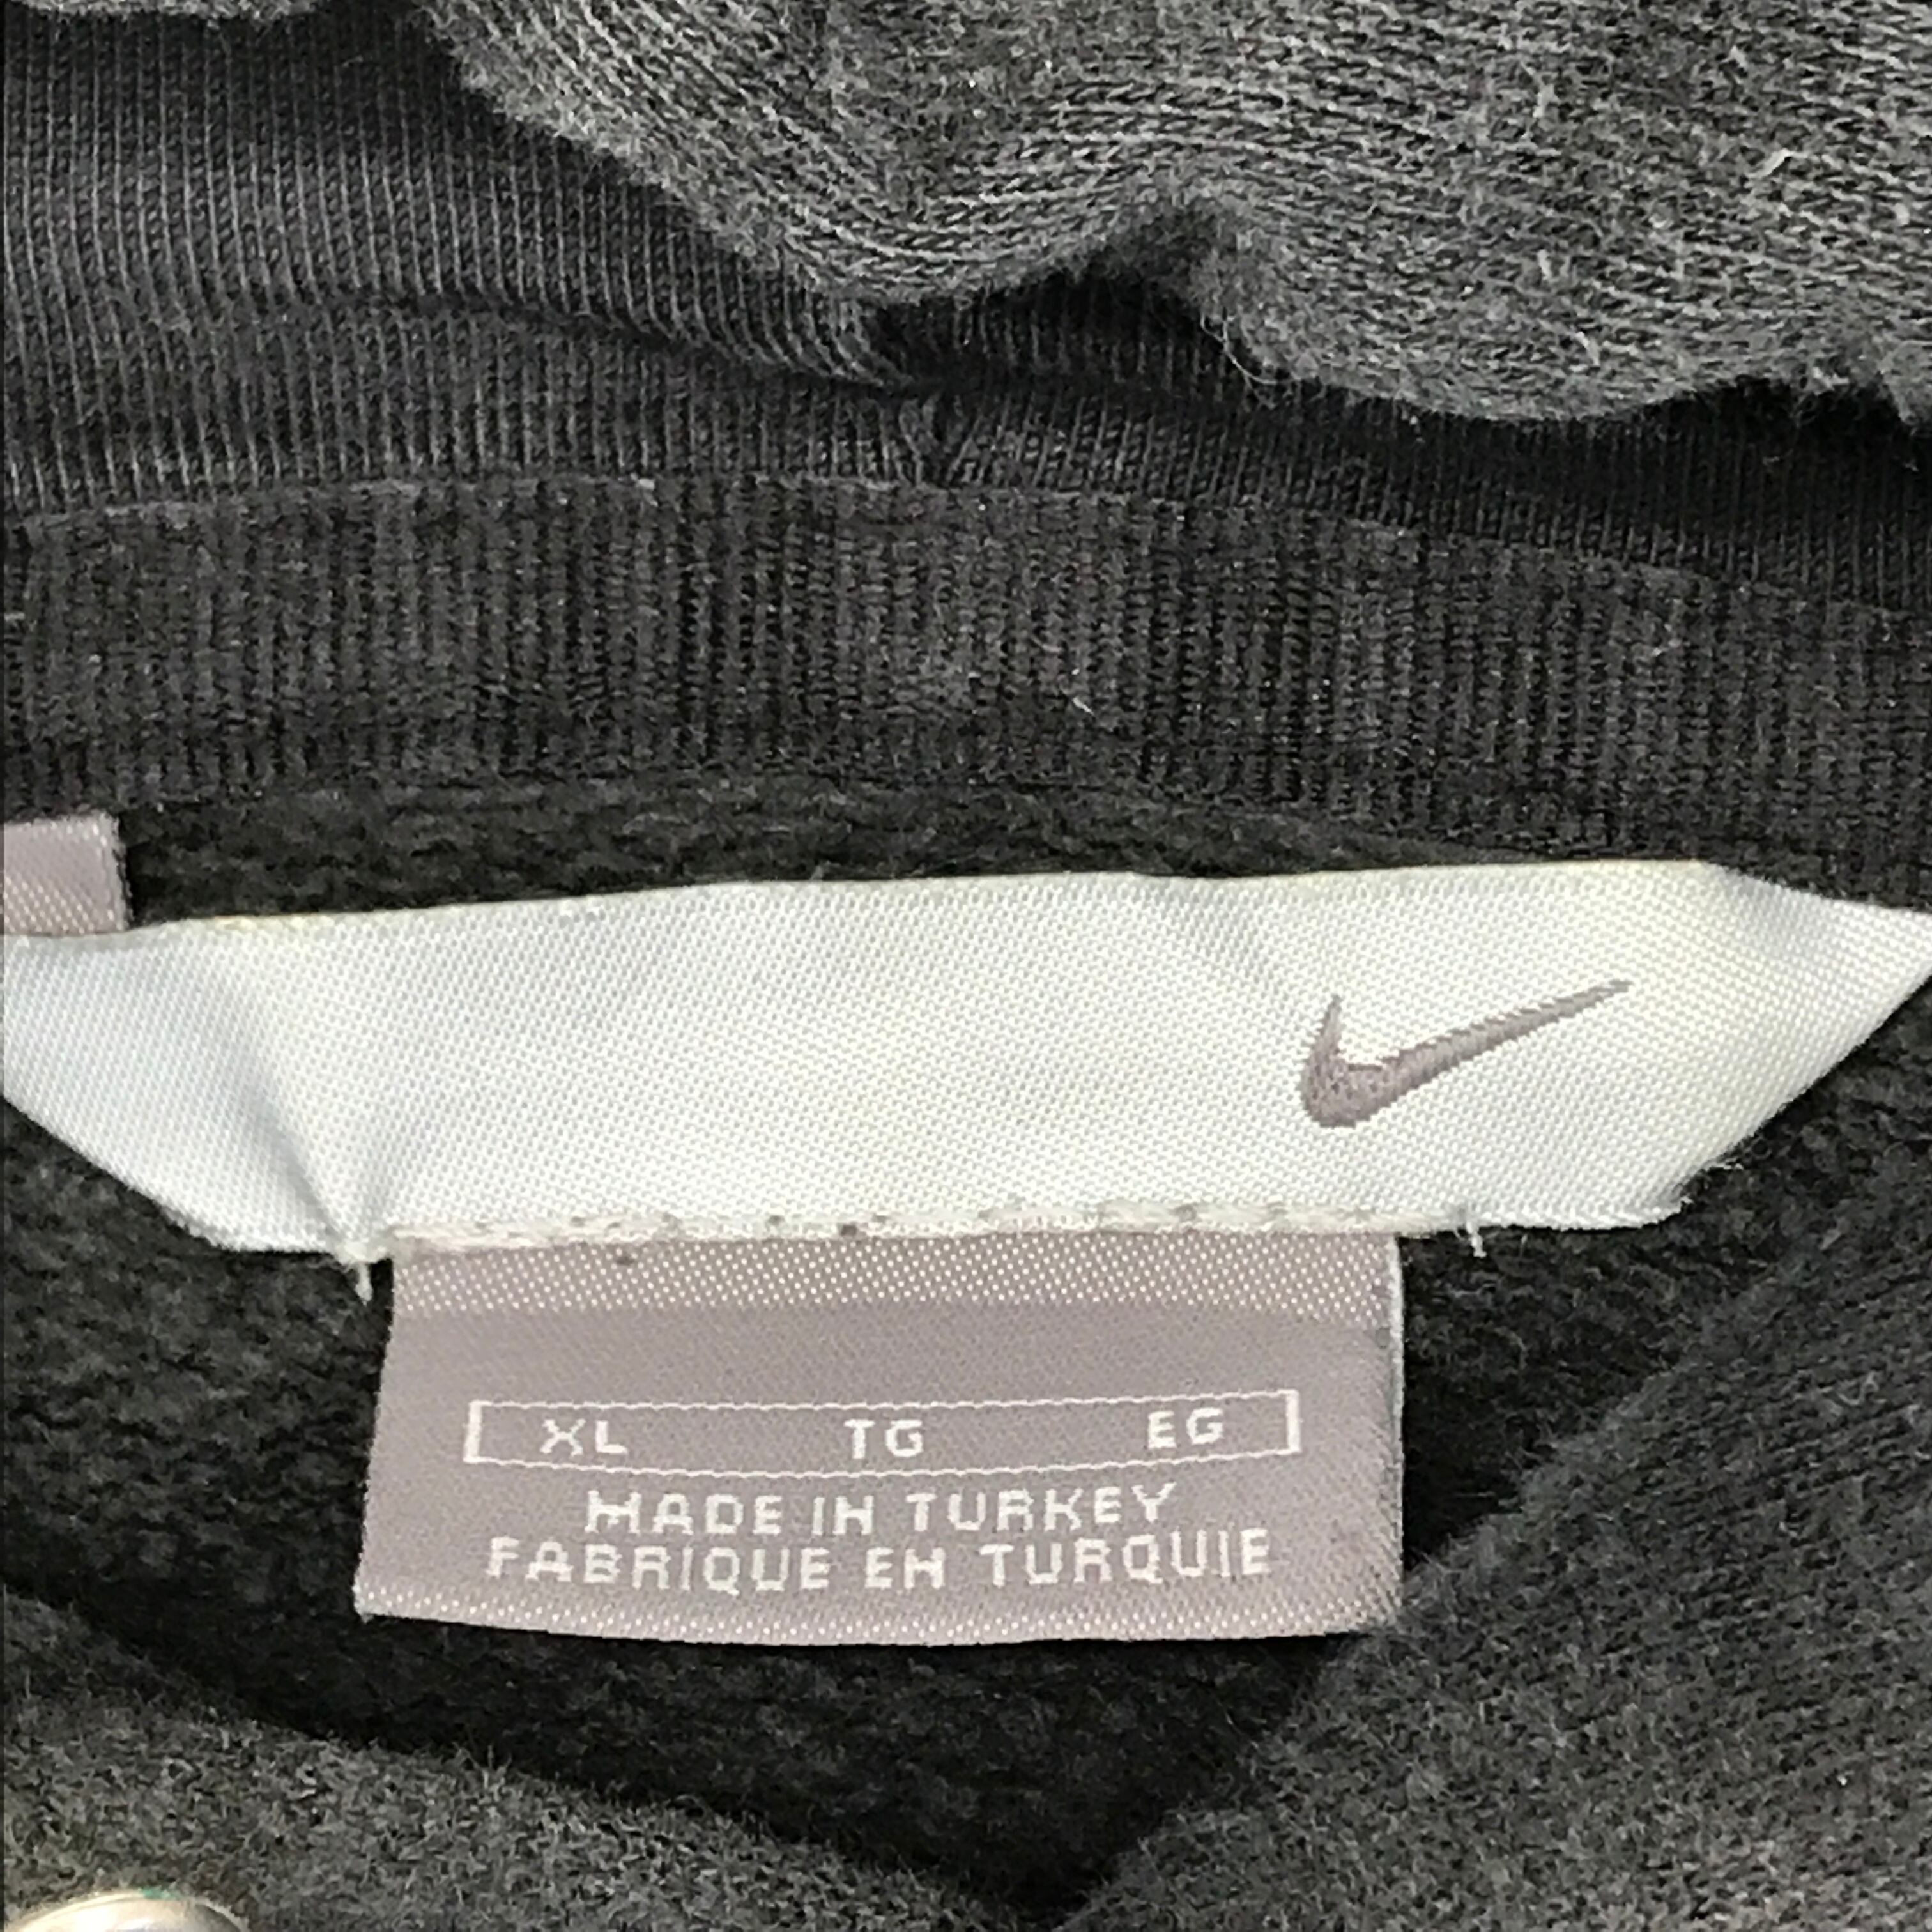 XL TG EG
MADE IN TURKEY
FABRIQUE EN TURQUIE